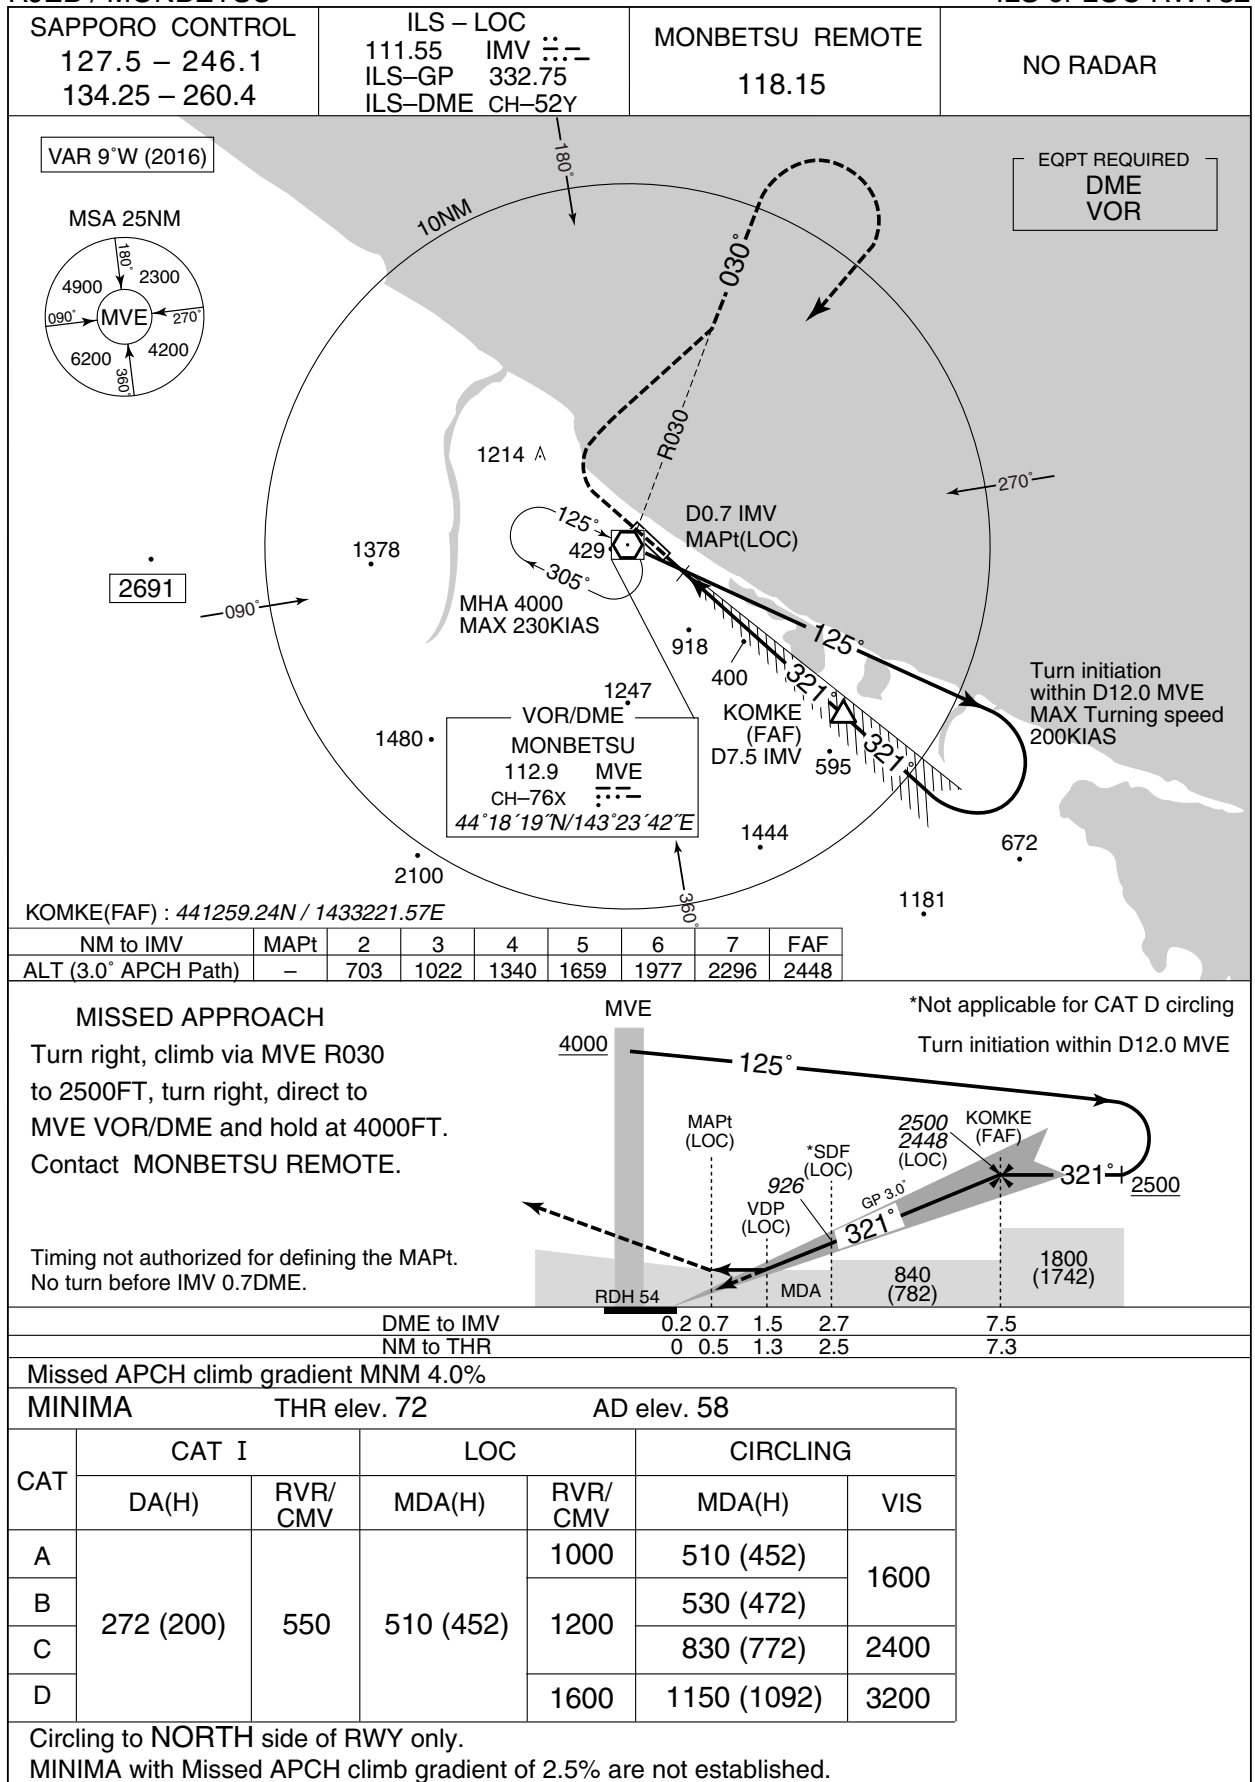 SAPPORO CONTROL
127.5 – 246.1
134.25 – 260.4
ILS – LOC
111.55 IMV
ILS–GP 332.75
ILS–DME CH–52Y
MONBETSU REMOTE
118.15
NO RADAR
VAR 9˚W (2016)
MSA 25NM
180˚
4900
2300
090˚
MVE
270˚
6200
4200
360˚
EQPT REQUIRED
DME
VOR
180˚
10NM
030˚
R030
1214
270˚
125˚
429
305˚
D0.7 IMV
MAPt(LOC)
1378
2691
090˚
MHA 4000
MAX 230KIAS
918
400
125˚
321˚
321˚
1247
KOMKE
(FAF)
D7.5 IMV
595
Turn initiation
within D12.0 MVE
MAX Turning speed
200KIAS
1480
VOR/DME
MONBETSU
112.9 MVE
CH–76X
44˚18´19˝N/143˚23´42˝E
1444
672
2100
1181
360˚
KOMKE(FAF) : 441259.24N / 1433221.57E
NM to IMV MAPt 2 3 4 5 6 7 FAF
ALT (3.0˚ APCH Path) – 703 1022 1340 1659 1977 2296 2448
MISSED APPROACH
Turn right, climb via MVE R030
to 2500FT, turn right, direct to
MVE VOR/DME and hold at 4000FT.
Contact MONBETSU REMOTE.
Timing not authorized for defining the MAPt.
No turn before IMV 0.7DME.
MVE
*Not applicable for CAT D circling
Turn initiation within D12.0 MVE
4000
125˚
MAPt
(LOC)
2500
2448
(LOC)
KOMKE
(FAF)
*SDF
(LOC)
926
VDP
(LOC)
GP 3.0˚
321˚
321˚
2500
RDH 54
MDA
840
(782)
1800
(1742)
DME to IMV 0.2 0.7 1.5 2.7 7.5
NM to THR 0 0.5 1.3 2.5 7.3
Missed APCH climb gradient MNM 4.0%
MINIMA THR elev. 72 AD elev. 58
CAT
CAT I
LOC
CIRCLING
DA(H)
RVR/
CMV
MDA(H)
RVR/
CMV
MDA(H)
VIS
A
1000
510 (452)
1600
B
272 (200)
550
510 (452)
1200
530 (472)
C
830 (772)
2400
D
1600
1150 (1092)
3200
Circling to NORTH side of RWY only.
MINIMA with Missed APCH climb gradient of 2.5% are not established.